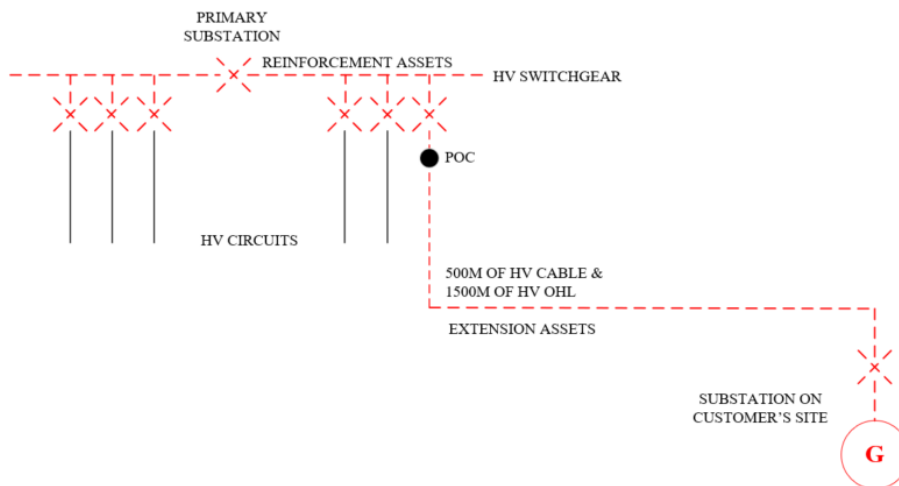 PRIMARY
SUBSTATION
REINFORCEMENT ASSETS
HV SWITCHGEAR
POC
HV CIRCUITS
500M OF HV CABLE &
1500M OF HV OHL
EXTENSION ASSETS
SUBSTATION ON
CUSTOMER'S SITE
G